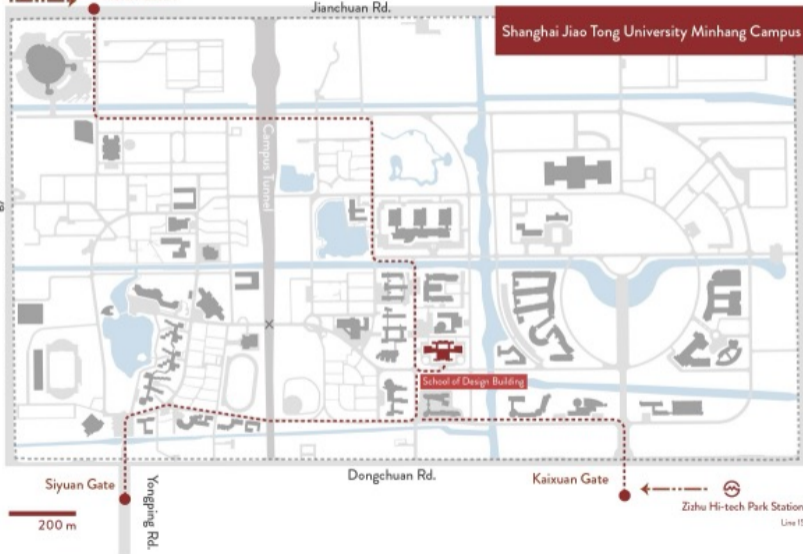 Jianchuan Rd.
Shanghai Jiao Tong University Minhang Campus
Campus Tunnel
School of Design Building
Siyuan Gate
Yongping Rd.
Dongchuan Rd.
Kaixuan Gate
Zizhu Hi-tech Park Station
200 m